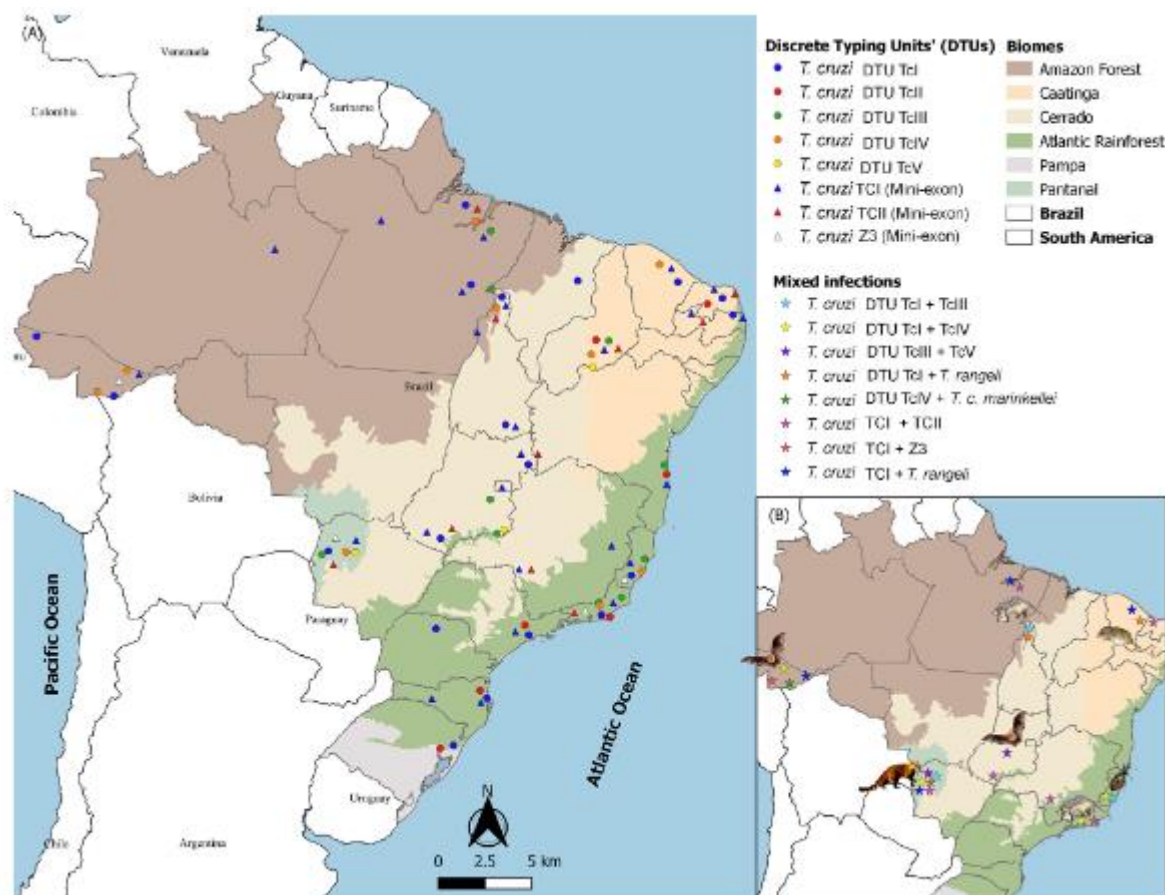 (A)
Venezuela
Guyana
Suriname
Colombia
Brazil
Bolivia
Paraguay
Uruguay
Chile
Argentina
Pacific Ocean
Atlantic Ocean
N
0 2.5 5 km
Discrete Typing Units' (DTUs)
T. cruzi DTU TcI
T. cruzi DTU TcII
T. cruzi DTU TcIII
T. cruzi DTU TcIV
T. cruzi DTU TcV
T. cruzi TCI (Mini-exon)
T. cruzi TCII (Mini-exon)
T. cruzi Z3 (Mini-exon)
Biomes
Amazon Forest
Caatinga
Cerrado
Atlantic Rainforest
Pampa
Pantanal
Brazil
South America
Mixed infections
T. cruzi DTU TcI + TcIII
T. cruzi DTU TcI + TcIV
T. cruzi DTU TcIII + TcV
T. cruzi DTU TcI + T. rangeli
T. cruzi DTU TcIV + T. c. marinkellei
T. cruzi TCI + TCII
T. cruzi TCI + Z3
T. cruzi TCI + T. rangeli
(B)